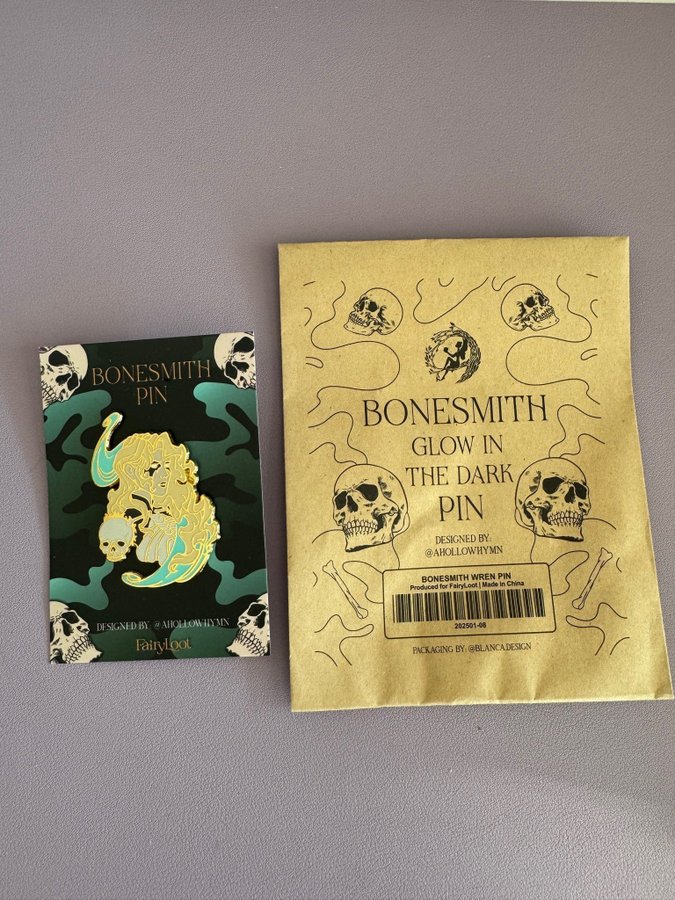 BONESMITH
PIN
DESIGNED BY: @AHOLLOWHYMN
FairyLoot
BONESMITH
GLOW IN
THE DARK
PIN
DESIGNED BY:
@AHOLLOWHYMN
BONESMITH WREN PIN
Produced for FairyLoot | Made in China
202501-08
PACKAGING BY: @BLANCA.DESIGN